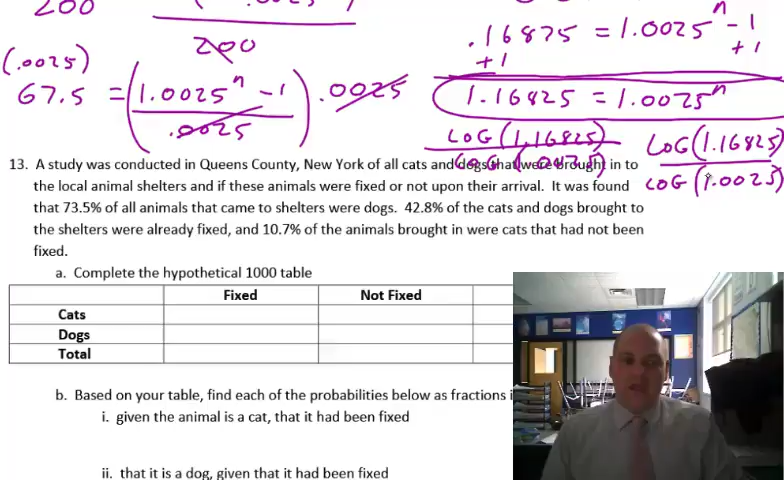 200
200
(.0025)
67.5 = (1.0025ⁿ - 1 / .0025) .0025
.16875 = 1.0025ⁿ - 1
+1 +1
1.16825 = 1.0025ⁿ
LOG(1.16825)
LOG(1.16825)
LOG(1.0025)
13. A study was conducted in Queens County, New York of all cats and dogs that were brought in to
the local animal shelters and if these animals were fixed or not upon their arrival. It was found
that 73.5% of all animals that came to shelters were dogs. 42.8% of the cats and dogs brought to
the shelters were already fixed, and 10.7% of the animals brought in were cats that had not been
fixed.
a. Complete the hypothetical 1000 table
Fixed Not Fixed
Cats
Dogs
Total
b. Based on your table, find each of the probabilities below as fractions
i. given the animal is a cat, that it had been fixed
ii. that it is a dog, given that it had been fixed